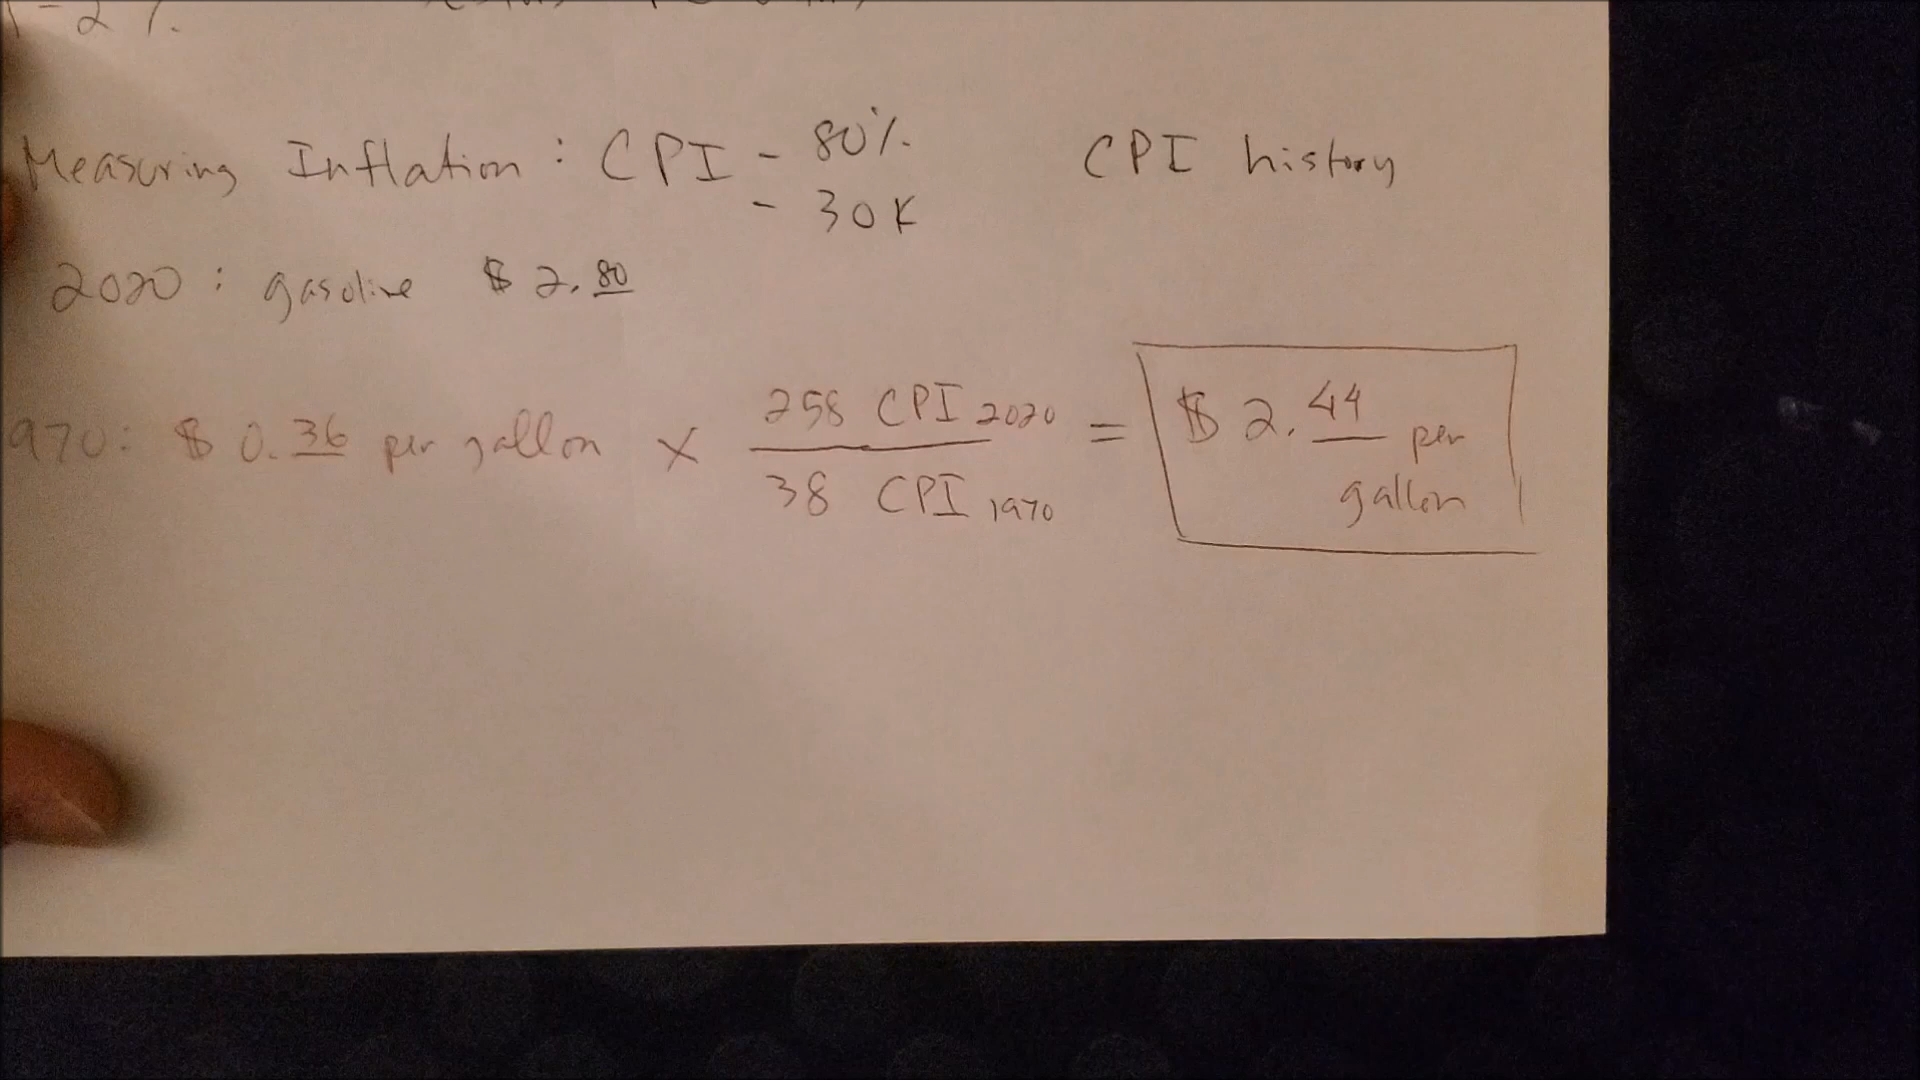 -2%.
Measuring Inflation : CPI - 80%.
- 30K
CPI history
2020 : gasoline $ 2.80
970: $ 0.36 per gallon × 258 CPI 2020
38 CPI 1970
= $ 2.44 per
gallon